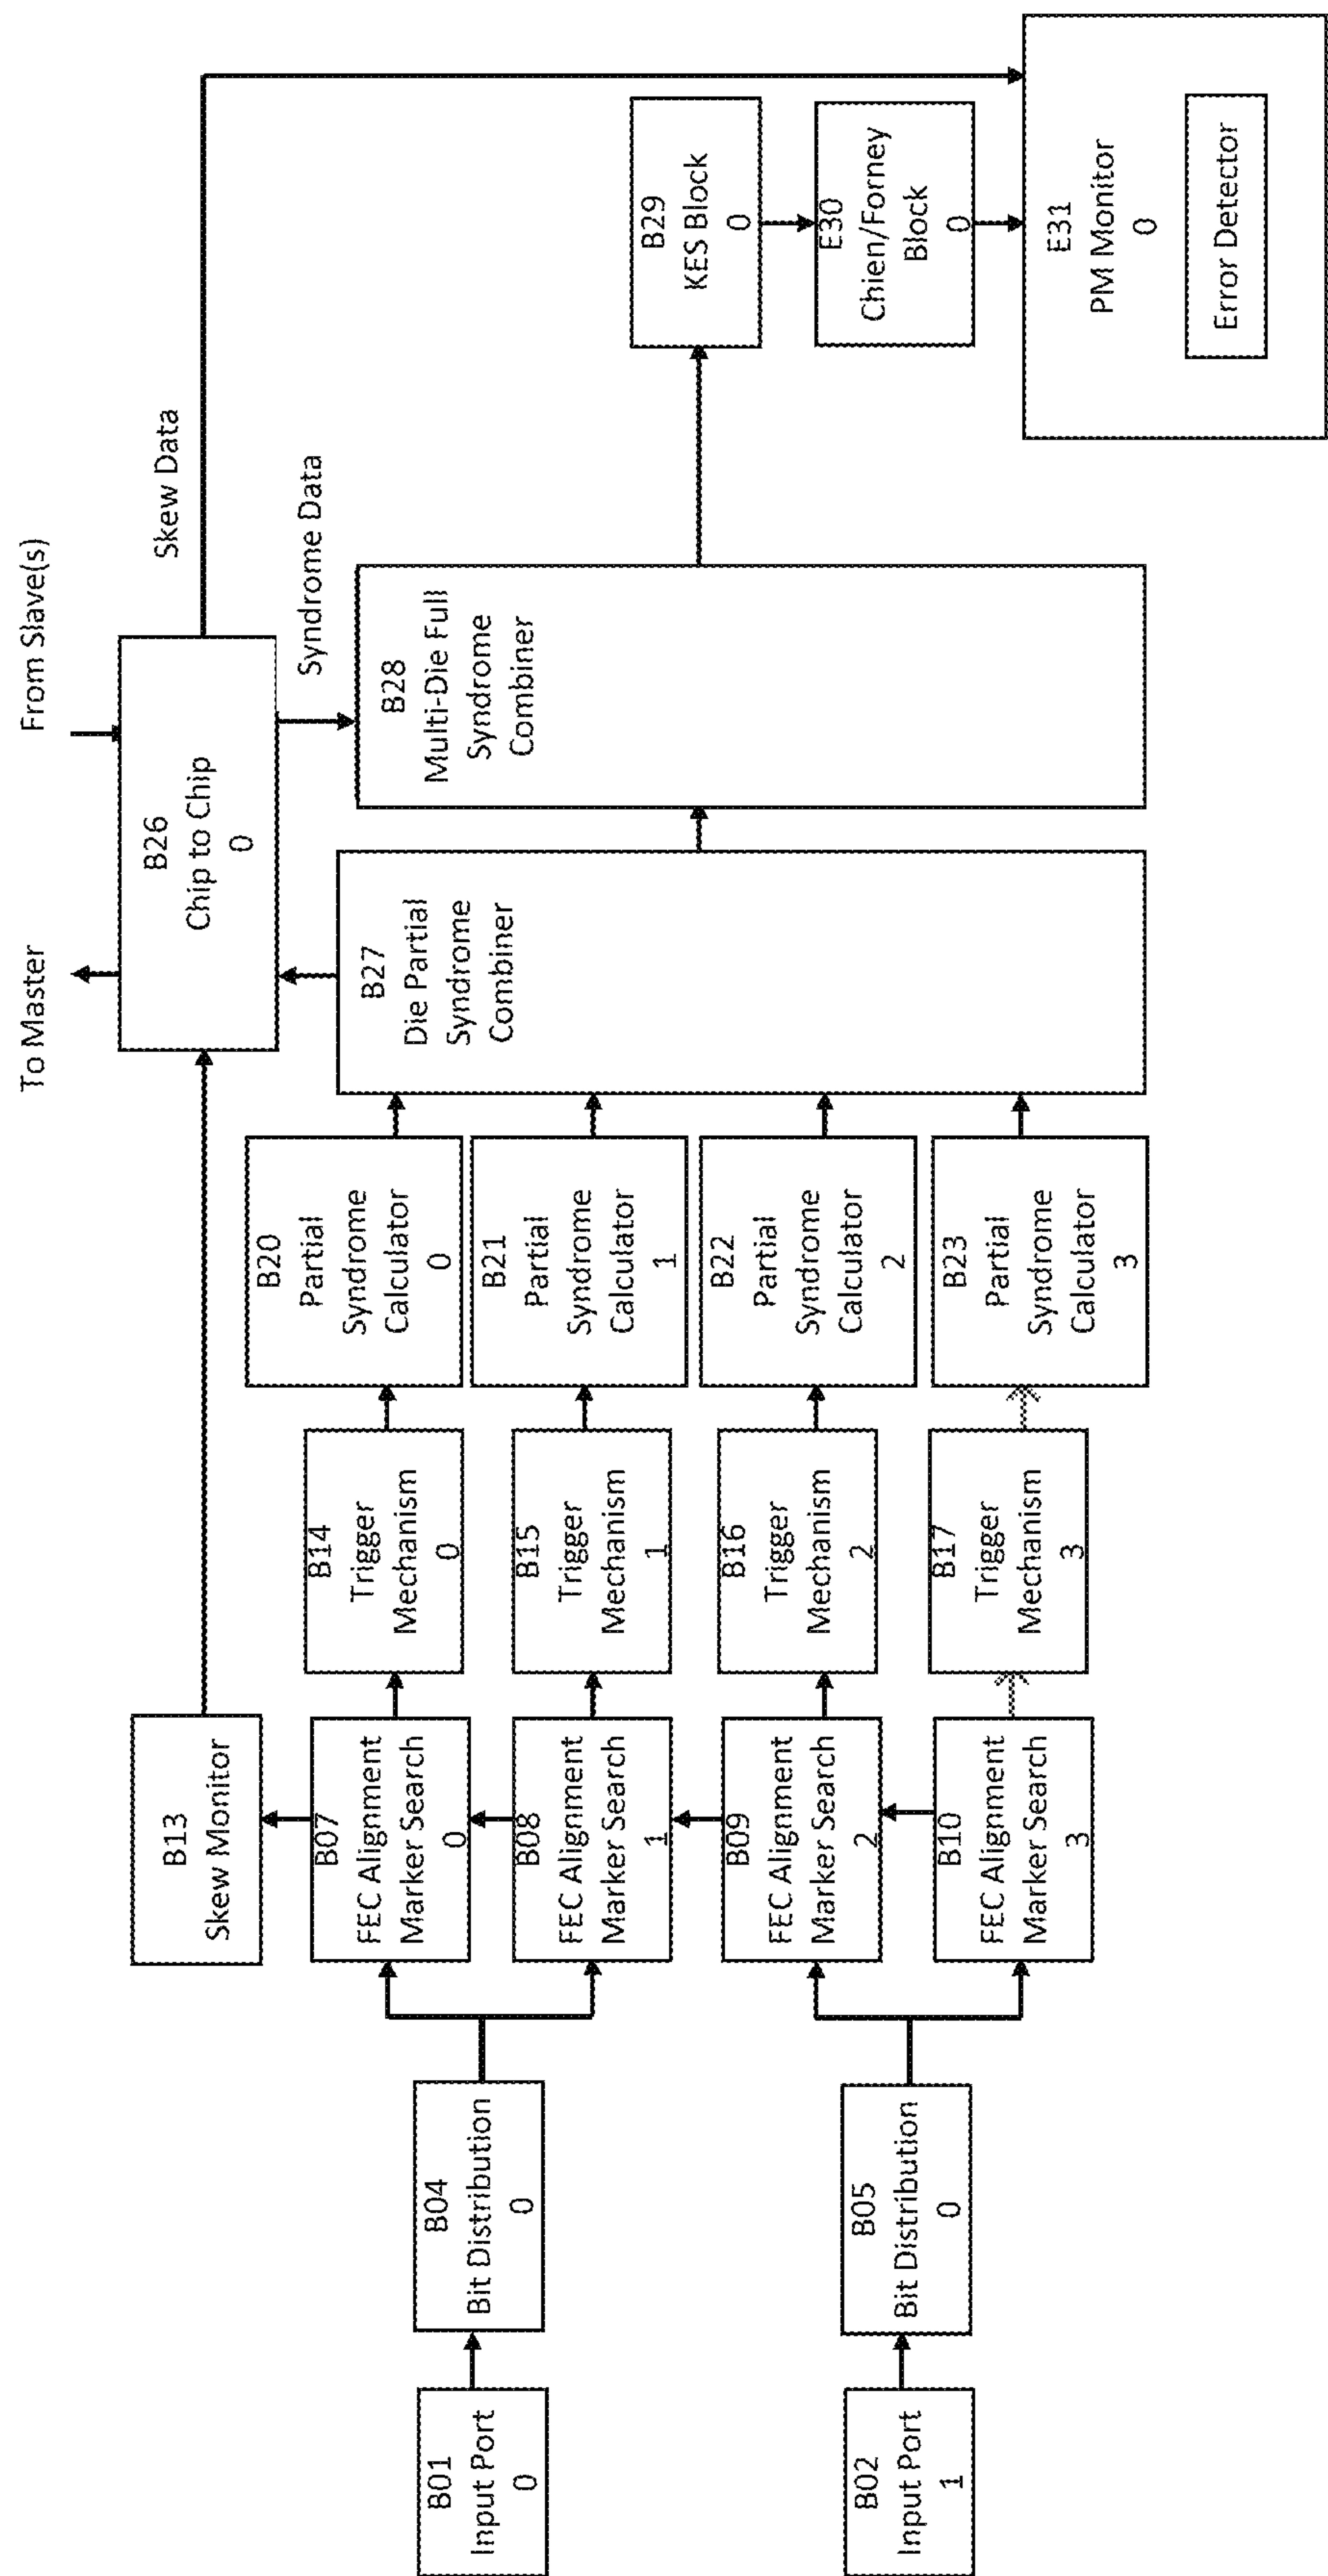 To Master
From Slave(s)
B26
Chip to Chip
0
Skew Data
Syndrome Data
B01
Input Port
0
B02
Input Port
1
B04
Bit Distribution
0
B05
Bit Distribution
0
B13
Skew Monitor
B07
FEC Alignment
Marker Search
0
B08
FEC Alignment
Marker Search
1
B09
FEC Alignment
Marker Search
2
B10
FEC Alignment
Marker Search
3
B14
Trigger
Mechanism
0
B15
Trigger
Mechanism
1
B16
Trigger
Mechanism
2
B17
Trigger
Mechanism
3
B20
Partial
Syndrome
Calculator
0
B21
Partial
Syndrome
Calculator
1
B22
Partial
Syndrome
Calculator
2
B23
Partial
Syndrome
Calculator
3
B27
Die Partial
Syndrome
Combiner
B28
Multi-Die Full
Syndrome
Combiner
B29
KES Block
0
E30
Chien/Forney
Block
0
E31
PM Monitor
0
Error Detector